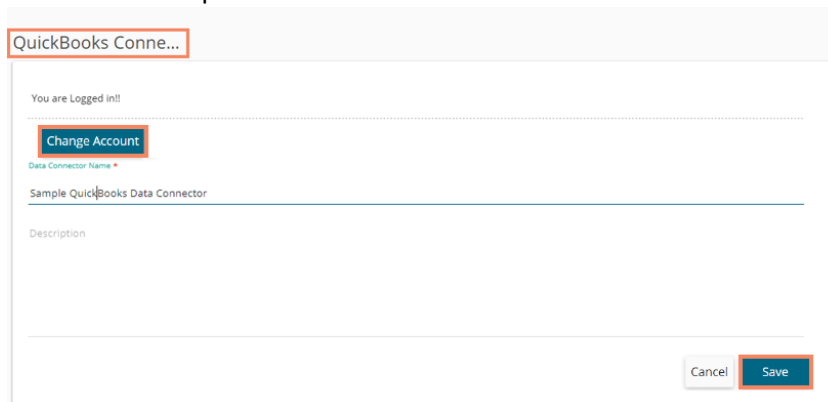 QuickBooks Conne...
You are Logged in!!
Change Account
Data Connector Name *
Sample QuickBooks Data Connector
Description
Cancel Save